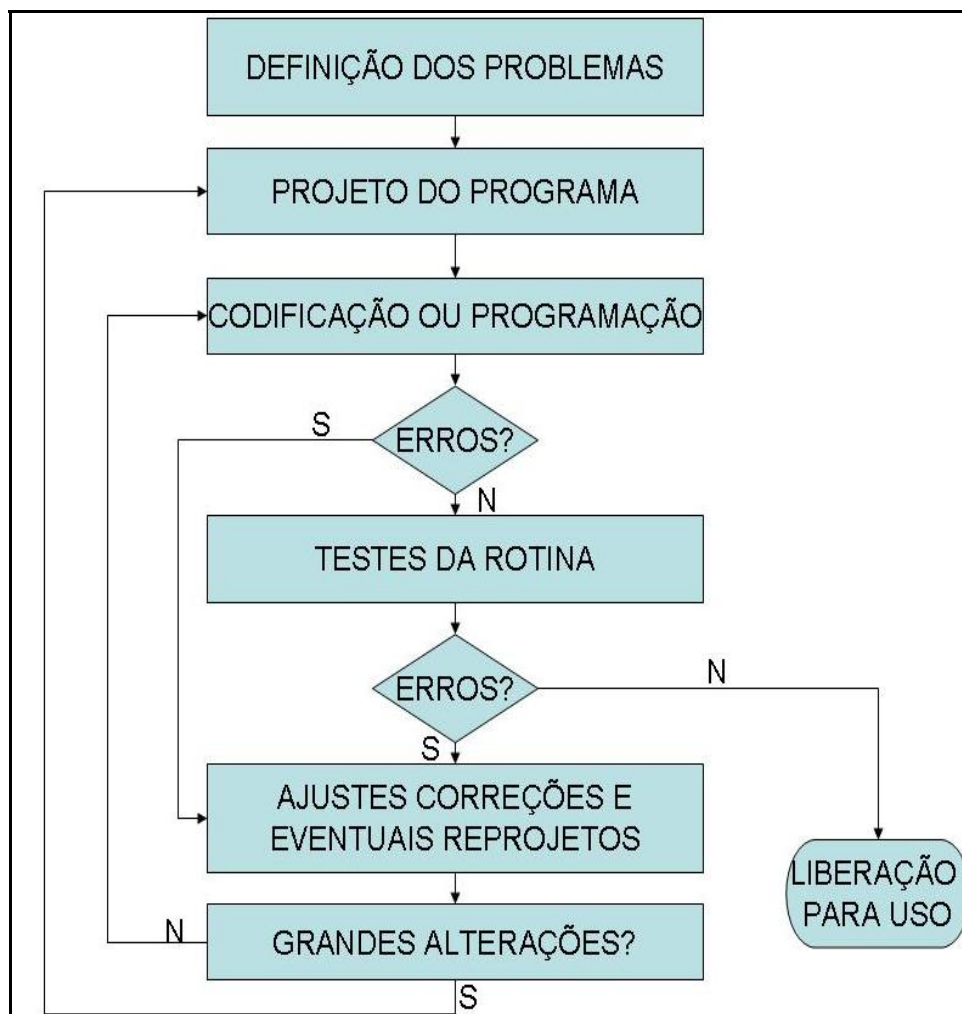 DEFINIÇÃO DOS PROBLEMAS
PROJETO DO PROGRAMA
CODIFICAÇÃO OU PROGRAMAÇÃO
S
ERROS?
N
TESTES DA ROTINA
ERROS?
N
S
AJUSTES CORREÇÕES E
EVENTUAIS REPROJETOS
LIBERAÇÃO
PARA USO
N
GRANDES ALTERAÇÕES?
S